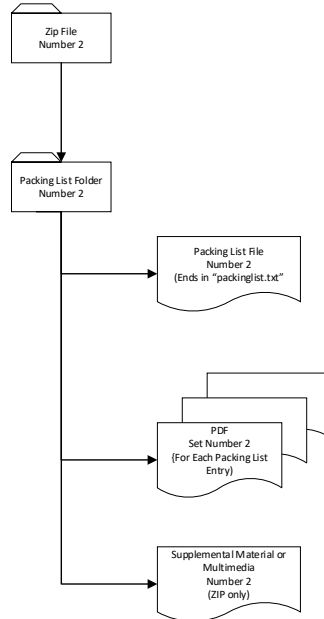 Zip File
Number 2
Packing List Folder
Number 2
Packing List File
Number 2
(Ends in “packinglist.txt”
PDF
Set Number 2
{For Each Packing List
Entry)
Supplemental Material or
Multimedia
Number 2
(ZIP only)